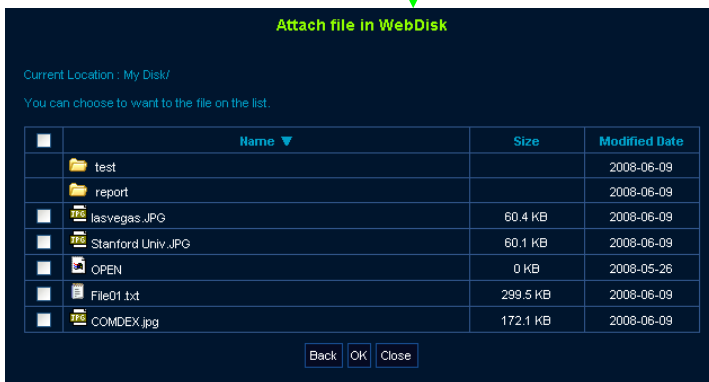 Attach file in WebDisk
Current Location : My Disk/
You can choose to want to the file on the list.
Name ▼ Size Modified Date
test 2008-06-09
report 2008-06-09
lasvegas.JPG 60.4 KB 2008-06-09
Stanford Univ.JPG 60.1 KB 2008-06-09
OPEN 0 KB 2008-05-26
File01.txt 299.5 KB 2008-06-09
COMDEX.jpg 172.1 KB 2008-06-09
Back OK Close